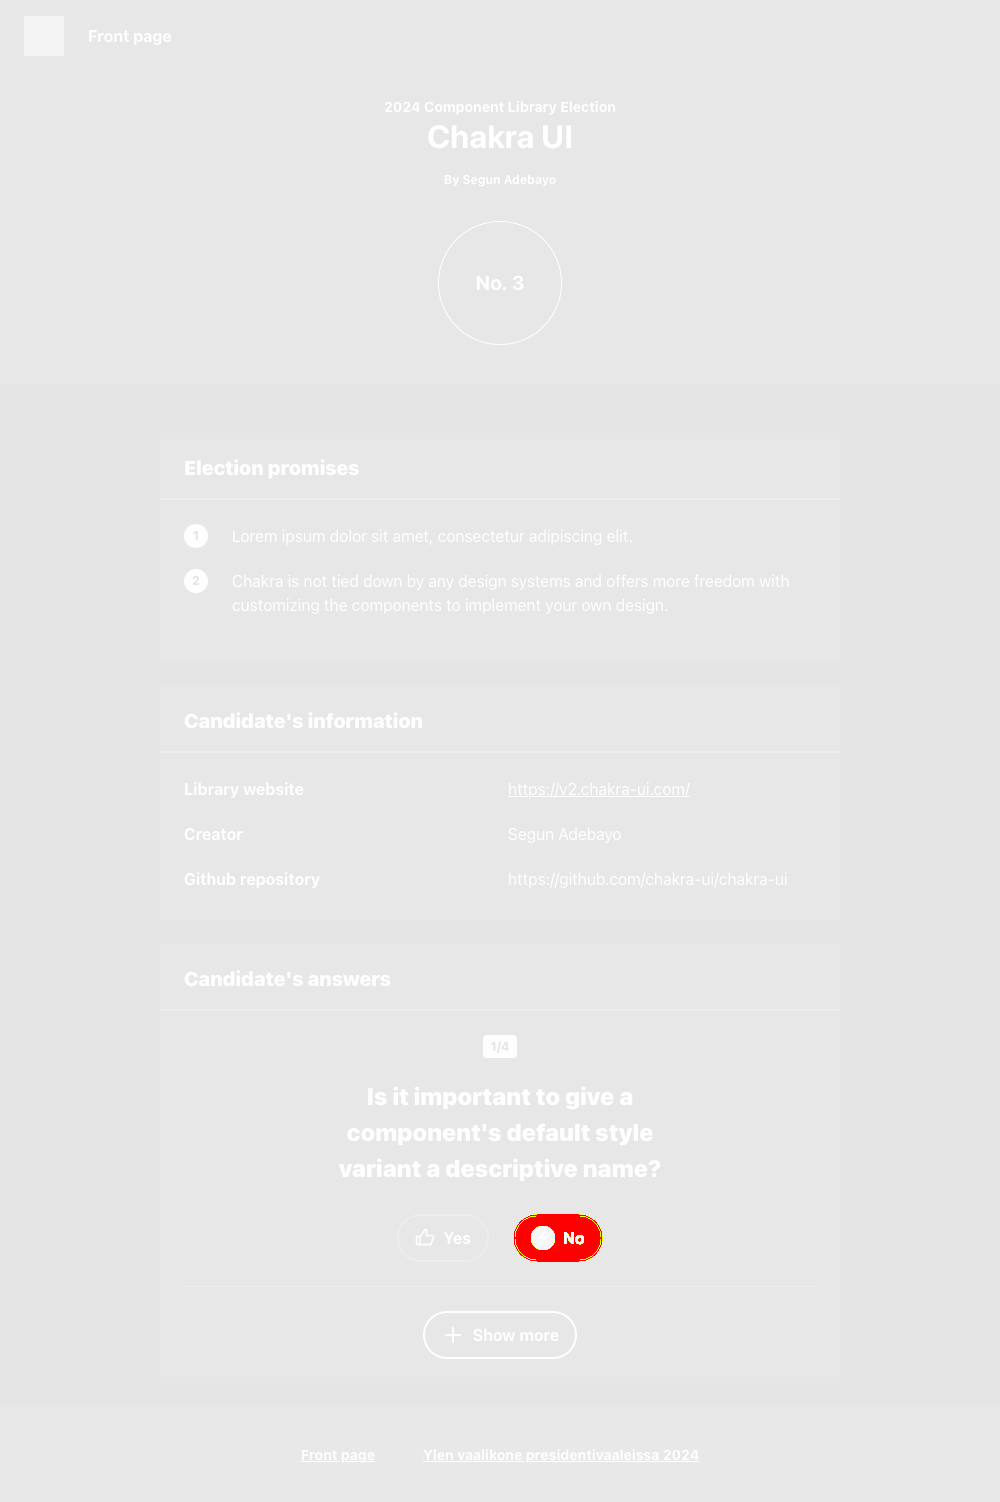 Front page
2024 Component Library Election
Chakra UI
By Segun Adebayo
No. 3
Election promises
1 Lorem ipsum dolor sit amet, consectetur adipiscing elit.
2 Chakra is not tied down by any design systems and offers more freedom with
customizing the components to implement your own design.
Candidate's information
Library website https://v2.chakra-ui.com/
Creator Segun Adebayo
Github repository https://github.com/chakra-ui/chakra-ui
Candidate's answers
1/4
Is it important to give a
component's default style
variant a descriptive name?
Yes No
Show more
Front page Ylen vaalikone presidentivaaleissa 2024